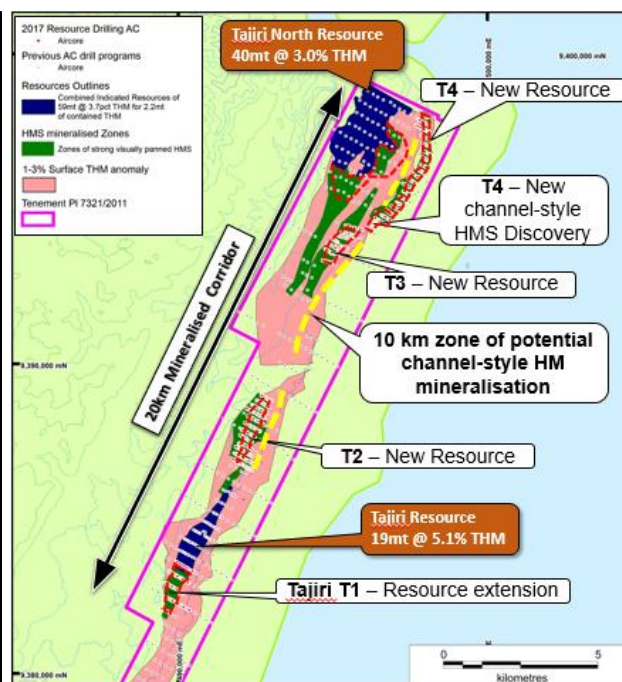 2017 Resource Drilling AC
Aircore
Previous AC drill programs
Aircore
Resources Outlines
Combined Indicated Resources of
59mt @ 3.7pct THM for 2.2mt
of contained THM
HMS mineralised Zones
Zones of strong visually panned HMS
1-3% Surface THM anomaly
Tenement Pl 7321/2011
Tajiri North Resource
40mt @ 3.0% THM
9,400,000 mN
T4 – New Resource
T4 – New
channel-style
HMS Discovery
T3 – New Resource
20km Mineralised Corridor
10 km zone of potential
channel-style HM
mineralisation
9,390,000 mN
T2 – New Resource
Tajiri Resource
19mt @ 5.1% THM
Tajiri T1 – Resource extension
9,380,000 mN
0 5
kilometres